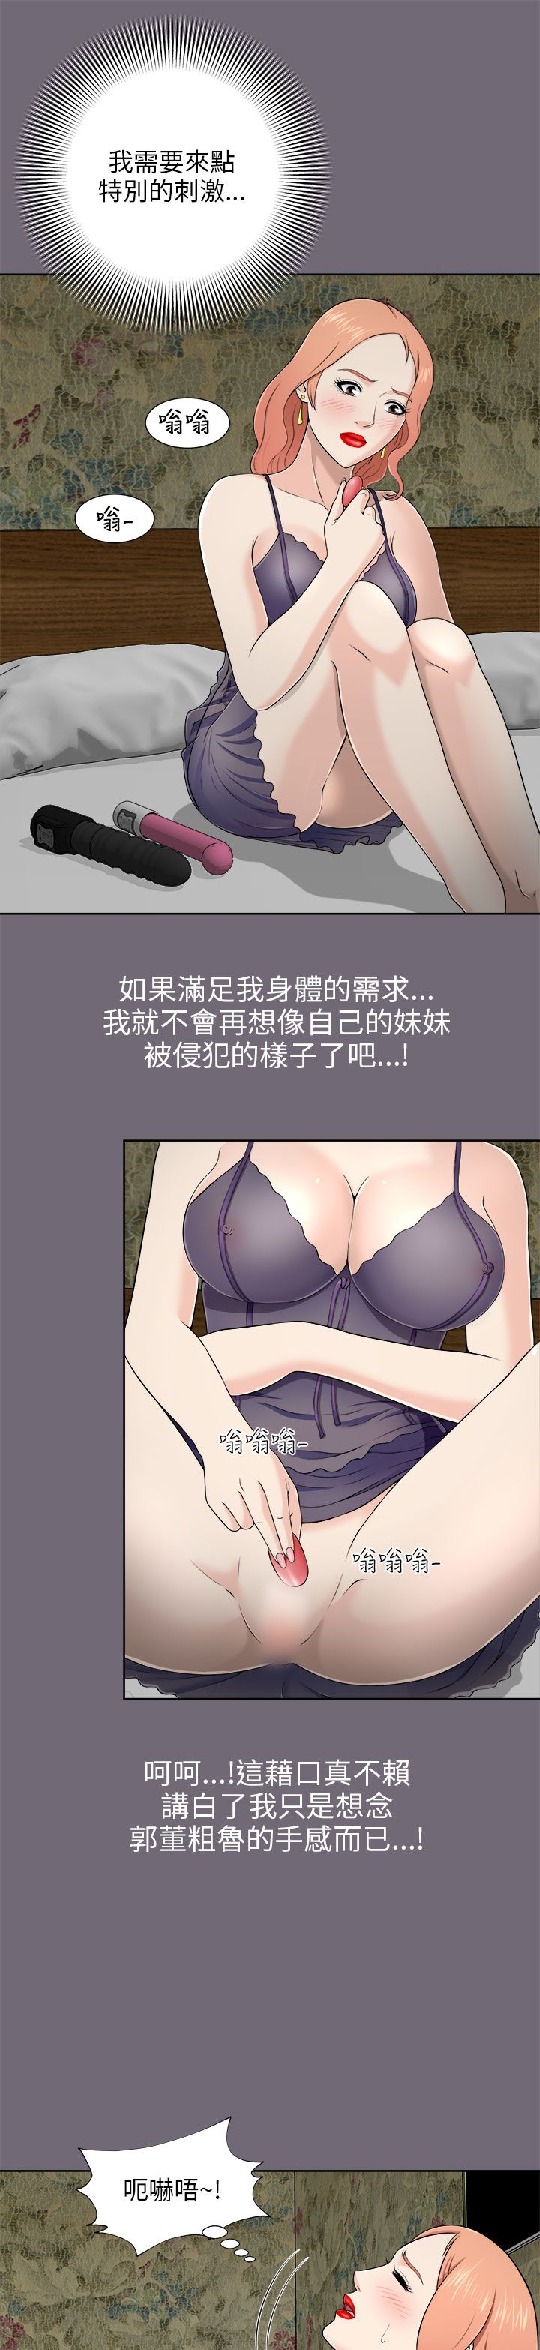 我需要來點
特別的刺激...
嗡嗡
嗡-
如果滿足我身體的需求...
我就不會再想像自己的妹妹
被侵犯的樣子了吧...!
嗡嗡嗡-
嗡嗡嗡-
呵呵...!這藉口真不賴
講白了我只是想念
郭董粗魯的手感而已...!
呃嚇唔~!